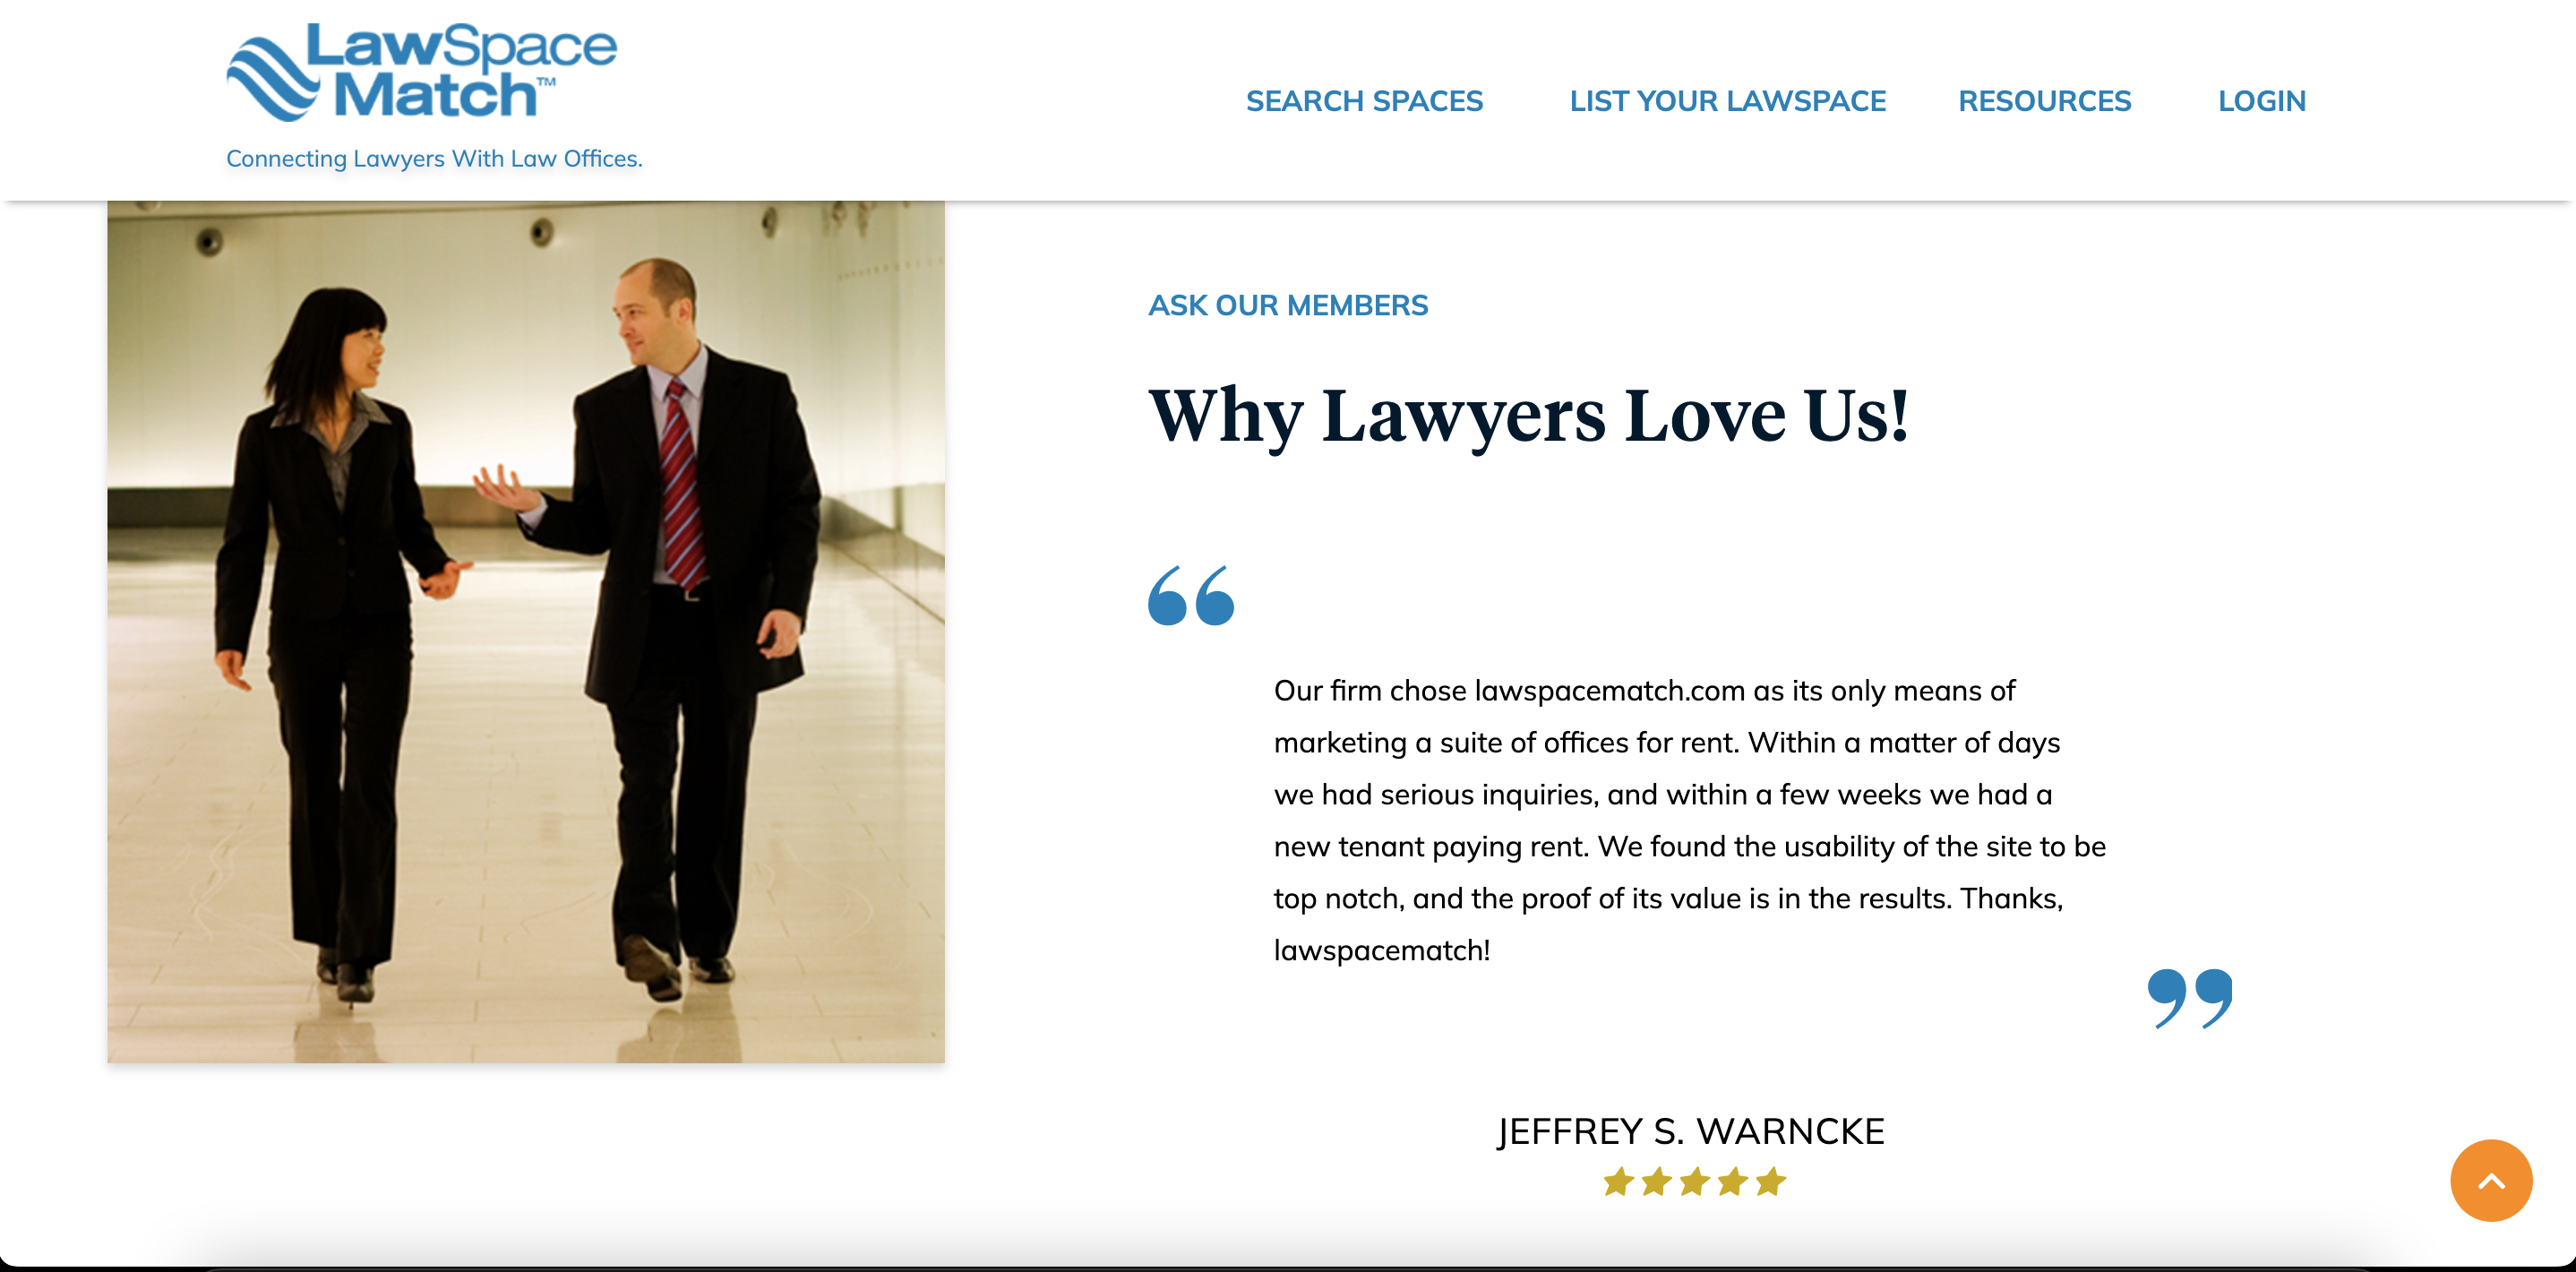 LawSpace
Match™
Connecting Lawyers With Law Offices.
SEARCH SPACES
LIST YOUR LAWSPACE
RESOURCES
LOGIN
ASK OUR MEMBERS
Why Lawyers Love Us!
“
Our firm chose lawspacematch.com as its only means of
marketing a suite of offices for rent. Within a matter of days
we had serious inquiries, and within a few weeks we had a
new tenant paying rent. We found the usability of the site to be
top notch, and the proof of its value is in the results. Thanks,
lawspacematch!
”
JEFFREY S. WARNCKE